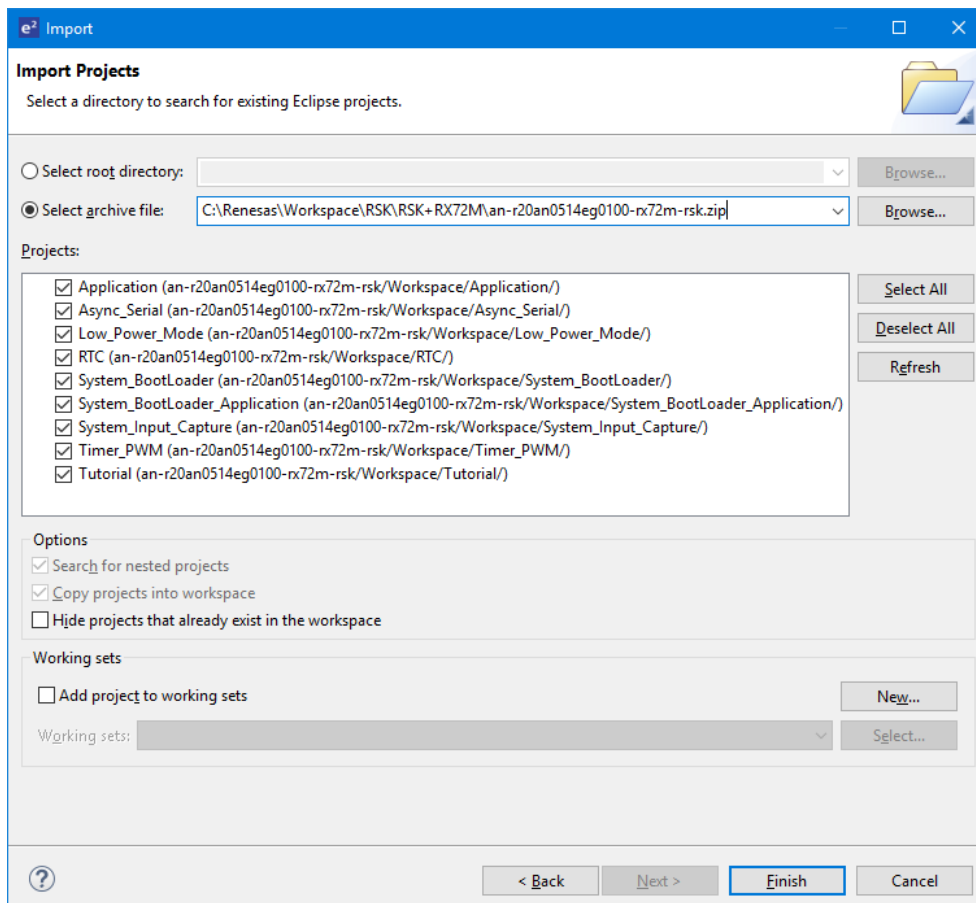 e² Import
Import Projects
Select a directory to search for existing Eclipse projects.
Select root directory:
Browse...
Select archive file: C:\Renesas\Workspace\RSK\RSK+RX72M\an-r20an0514eg0100-rx72m-rsk.zip Browse...
Projects:
Application (an-r20an0514eg0100-rx72m-rsk/Workspace/Application/)
Select All
Async_Serial (an-r20an0514eg0100-rx72m-rsk/Workspace/Async_Serial/)
Low_Power_Mode (an-r20an0514eg0100-rx72m-rsk/Workspace/Low_Power_Mode/)
Deselect All
RTC (an-r20an0514eg0100-rx72m-rsk/Workspace/RTC/)
Refresh
System_BootLoader (an-r20an0514eg0100-rx72m-rsk/Workspace/System_BootLoader/)
System_BootLoader_Application (an-r20an0514eg0100-rx72m-rsk/Workspace/System_BootLoader_Application/)
System_Input_Capture (an-r20an0514eg0100-rx72m-rsk/Workspace/System_Input_Capture/)
Timer_PWM (an-r20an0514eg0100-rx72m-rsk/Workspace/Timer_PWM/)
Tutorial (an-r20an0514eg0100-rx72m-rsk/Workspace/Tutorial/)
Options
Search for nested projects
Copy projects into workspace
Hide projects that already exist in the workspace
Working sets
Add project to working sets
New...
Working sets:
Select...
? < Back Next > Finish Cancel